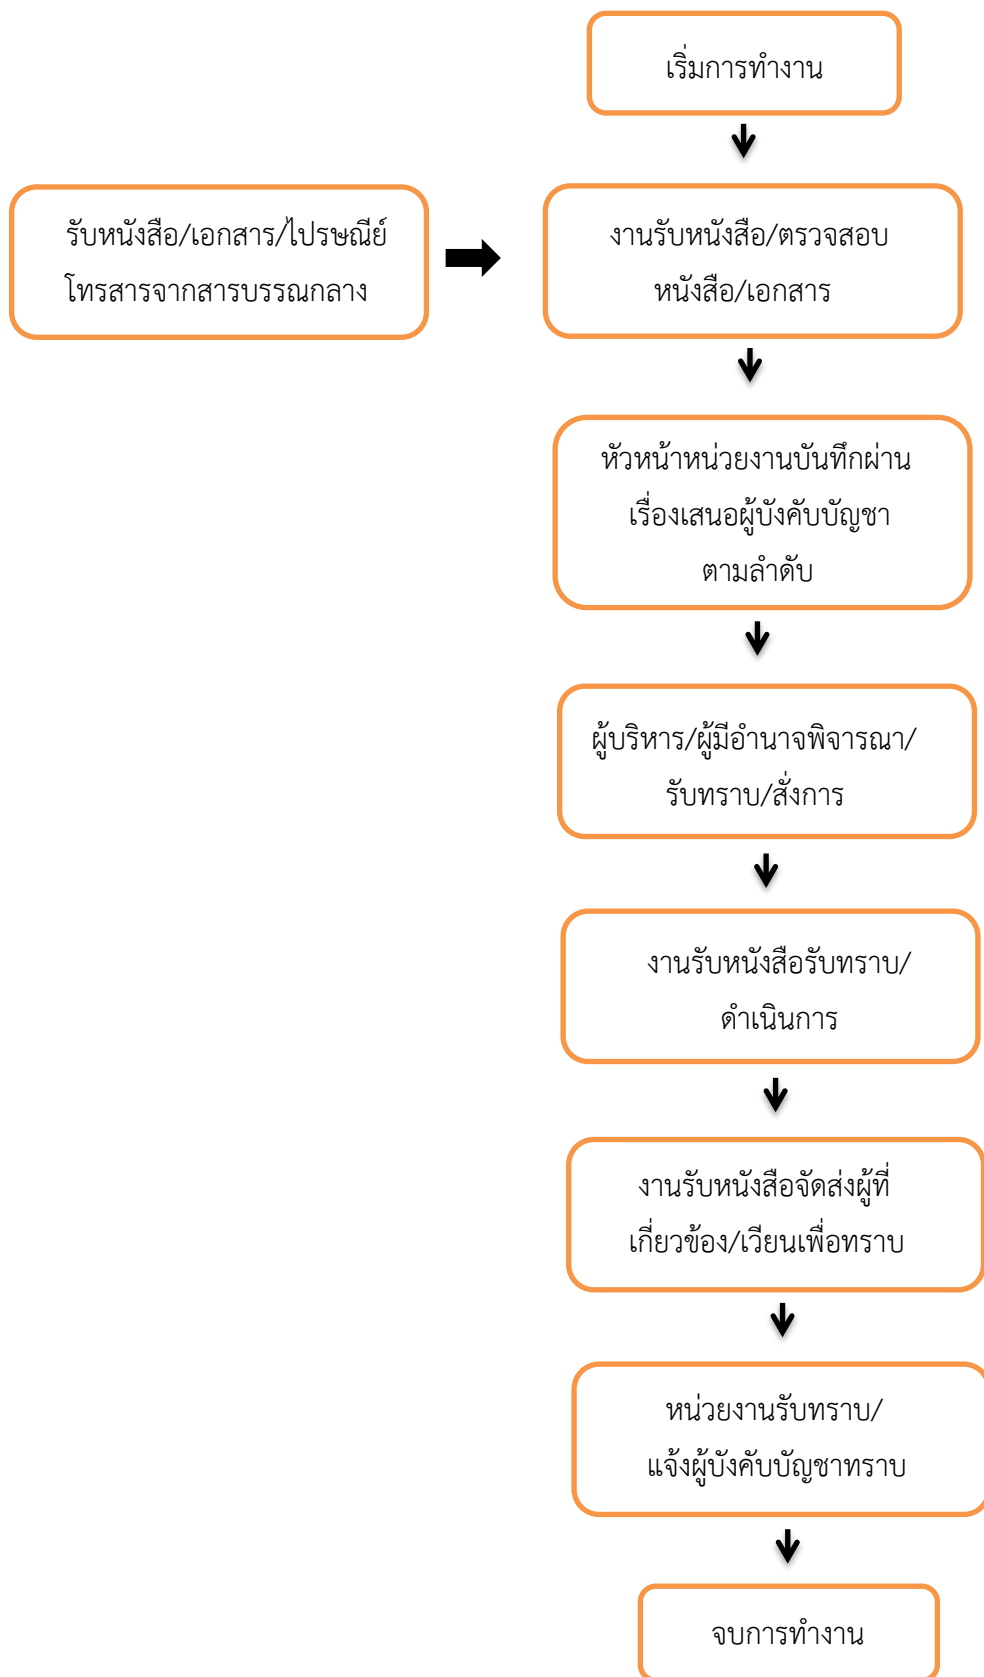 เริ่มการทำงาน
รับหนังสือ/เอกสาร/ไปรษณีย์
โทรสารจากสารบรรณกลาง
งานรับหนังสือ/ตรวจสอบ
หนังสือ/เอกสาร
หัวหน้าหน่วยงานบันทึกผ่าน
เรื่องเสนอผู้บังคับบัญชา
ตามลำดับ
ผู้บริหาร/ผู้มีอำนาจพิจารณา/
รับทราบ/สั่งการ
งานรับหนังสือรับทราบ/
ดำเนินการ
งานรับหนังสือจัดส่งผู้ที่
เกี่ยวข้อง/เวียนเพื่อทราบ
หน่วยงานรับทราบ/
แจ้งผู้บังคับบัญชาทราบ
จบการทำงาน